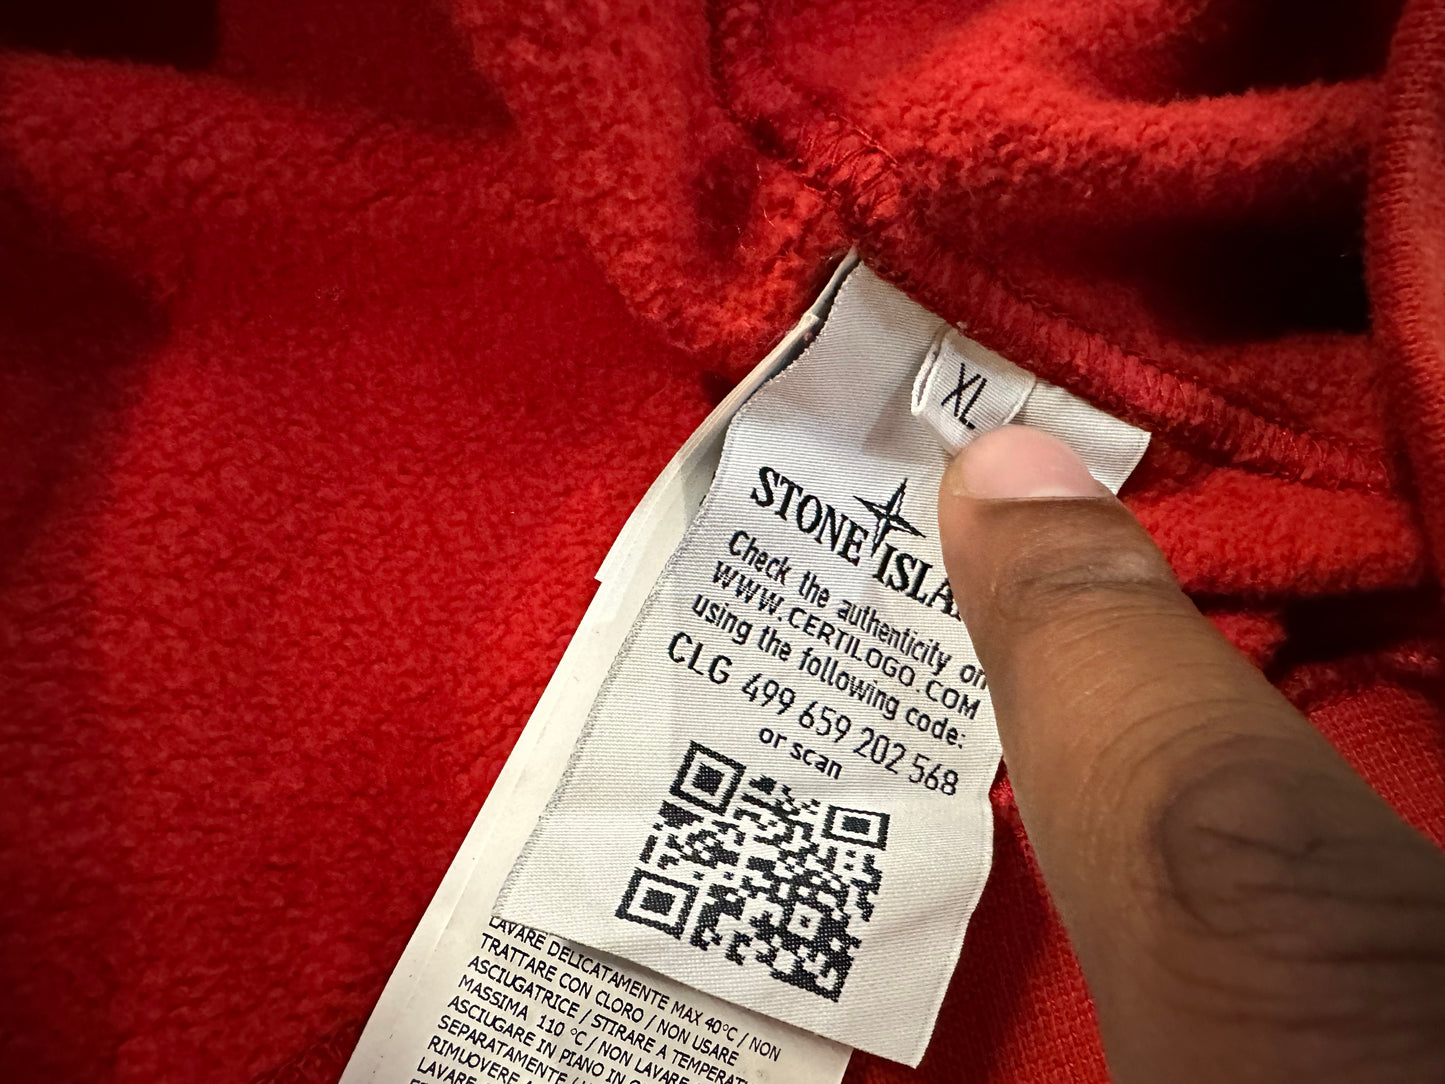 XL
STONE ISLA
Check the authenticity on
WWW.CERTILOGO.COM
using the following code:
CLG 499 659 202 568
or scan
LAVARE DELICATAMENTE MAX 40°C / NON
TRATTARE CON CLORO / NON USARE
ASCIUGATRICE / STIRARE A TEMPERAT
MASSIMA 110 °C / NON LAVARE
ASCIUGARE IN PIANO IN
SEPARATAMENTE /
RIMUOVERE
LAVARE